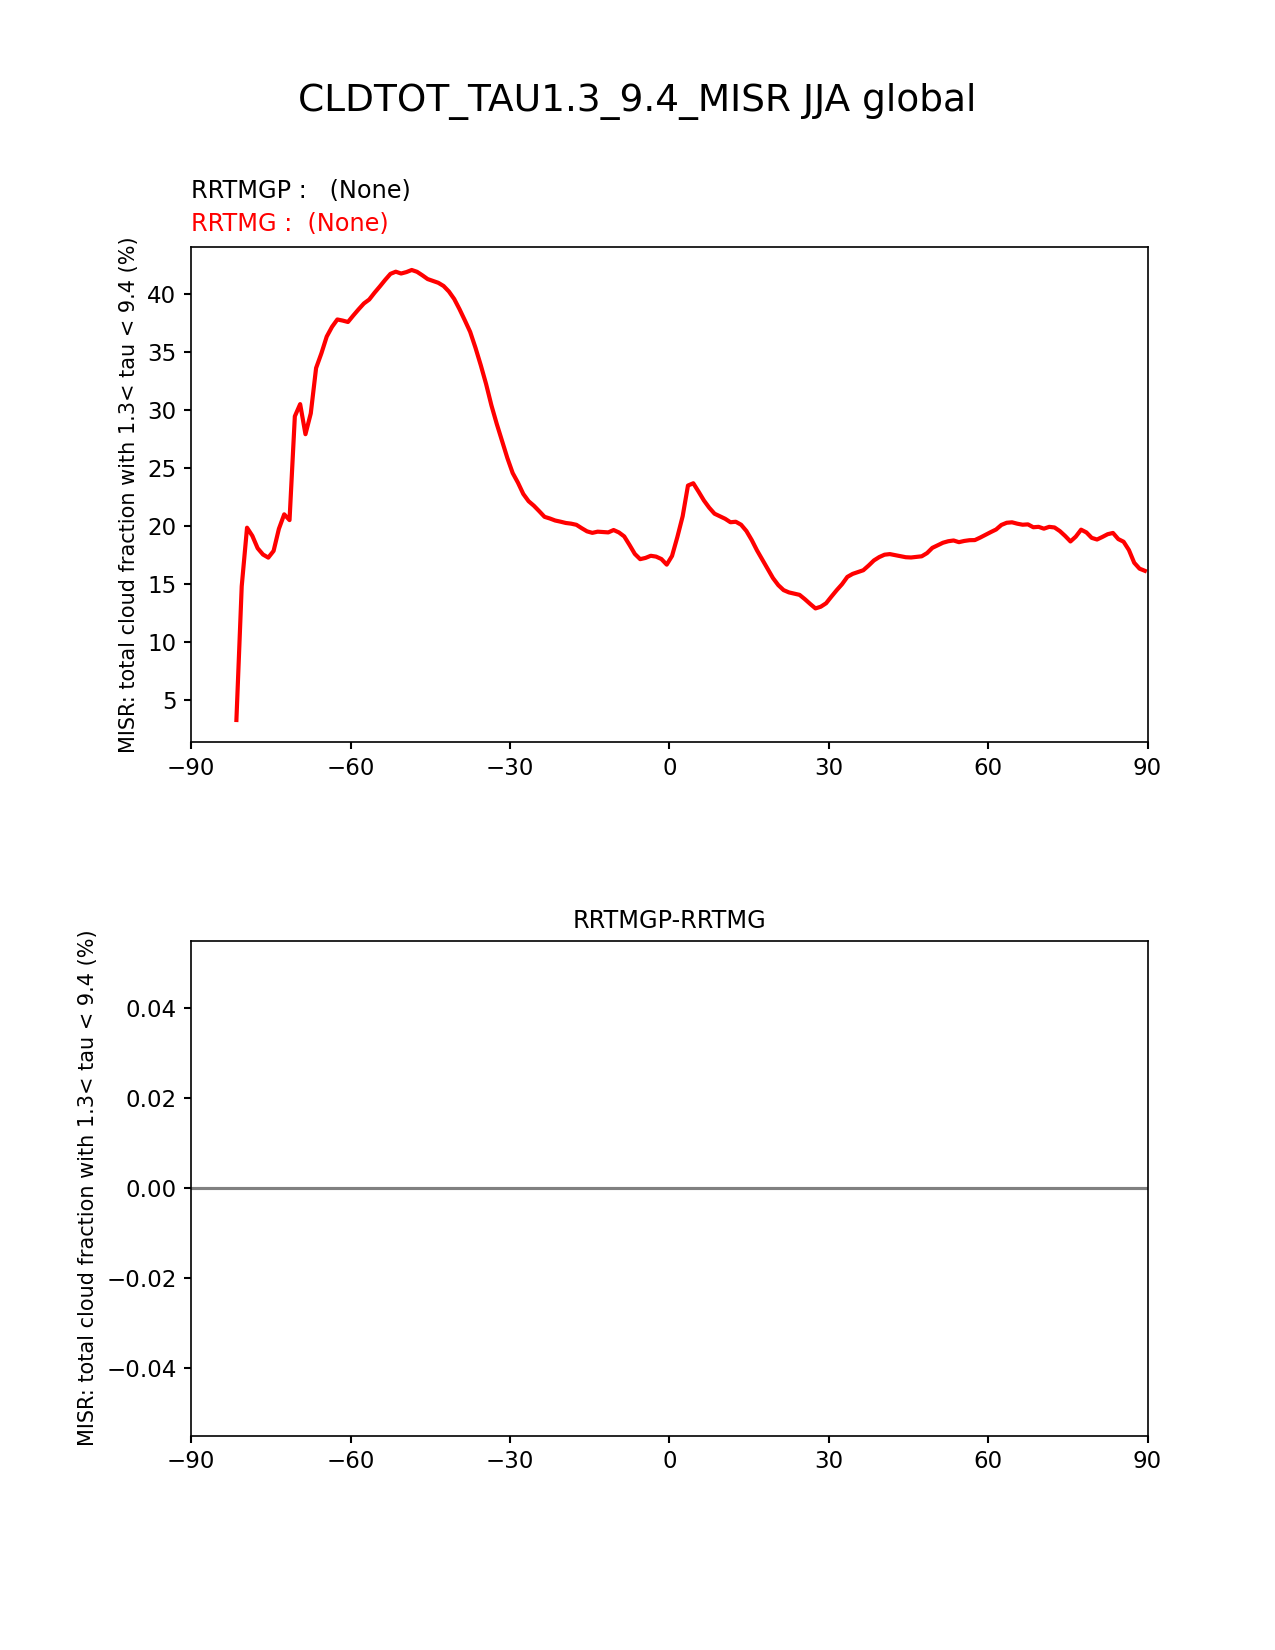 CLDTOT_TAU1.3_9.4_MISR JJA global
RRTMGP :   (None)
RRTMG :  (None)
MISR: total cloud fraction with 1.3< tau < 9.4 (%)
40
35
30
25
20
15
10
5
−90 −60 −30 0 30 60 90
RRTMGP-RRTMG
MISR: total cloud fraction with 1.3< tau < 9.4 (%)
0.04
0.02
0.00
−0.02
−0.04
−90 −60 −30 0 30 60 90